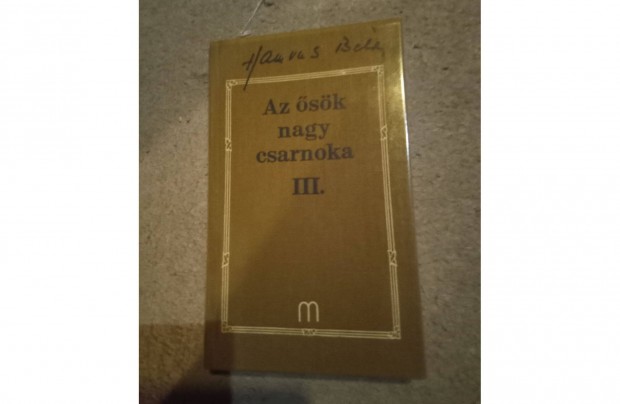 Hamvas Béla
Az ősök
nagy
csarnoka
III.
m